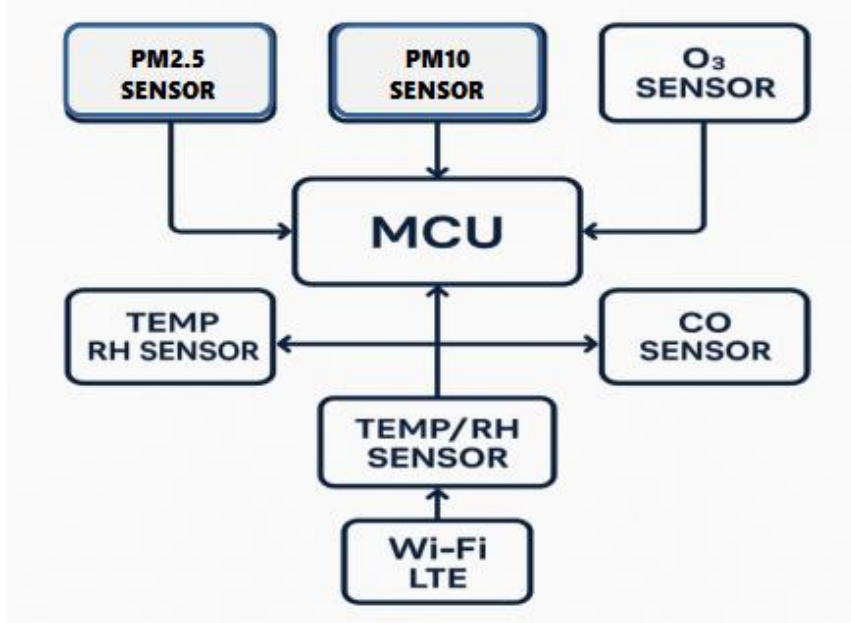 PM2.5
SENSOR
PM10
SENSOR
O₃
SENSOR
MCU
TEMP
RH SENSOR
CO
SENSOR
TEMP/RH
SENSOR
Wi-Fi
LTE